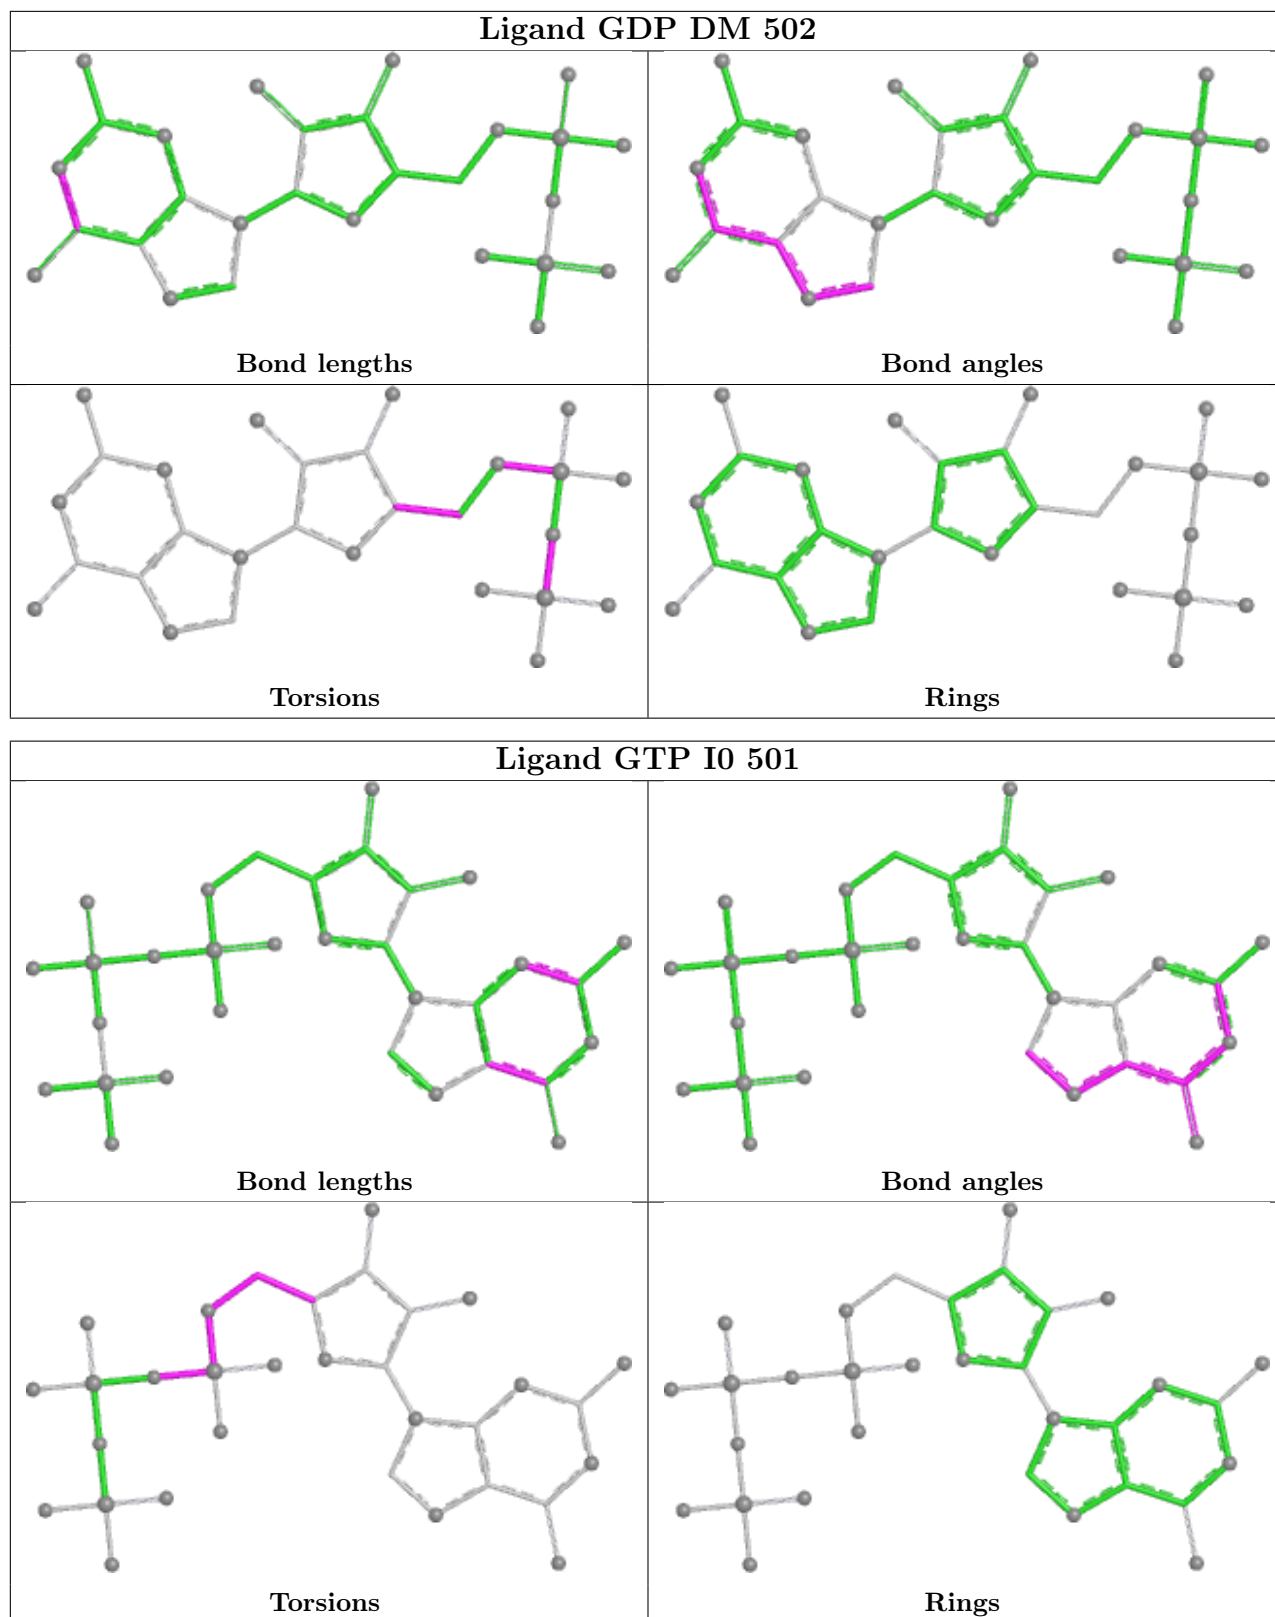 Ligand GDP DM 502
Bond lengths
Bond angles
Torsions
Rings
Ligand GTP I0 501
Bond lengths
Bond angles
Torsions
Rings